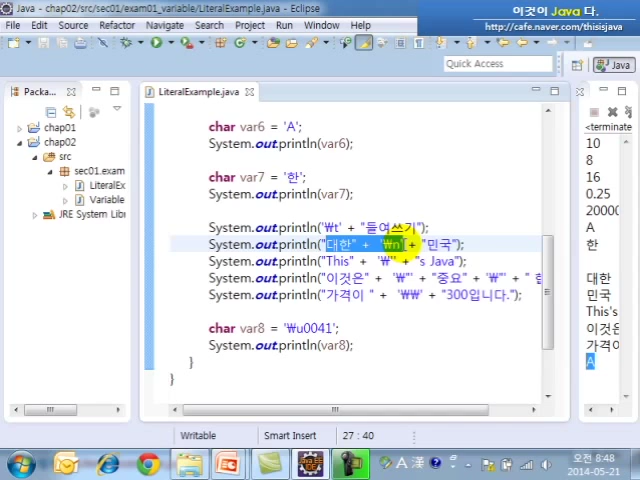 Java - chap02/src/sec01/exam01_variable/LiteralExample.java - Eclipse
이것이 Java 다.
http://cafe.naver.com/thisisjava
File Edit Source Refactor Navigate Search Project Run Window Help
Quick Access
Java
Packa..
LiteralExample.java
<terminate
chap01
chap02
src
sec01.exam
LiteralEx
Variable
JRE System Libr
char var6 = 'A';
System.out.println(var6);
char var7 = '한';
System.out.println(var7);
System.out.println('₩t' + "들여쓰기");
System.out.println("대한" + '₩n' + "민국");
System.out.println("This" + '₩'' + "s Java");
System.out.println("이것은" + '₩"' + "중요" + '₩"' + " 합
System.out.println("가격이 " + '₩₩' + "300입니다.");
char var8 = '₩u0041';
System.out.println(var8);
}
}
10
8
16
0.25
20000
A
한
대한
민국
This's
이것은
가격이
A
Writable
Smart Insert
27 : 40
A 漢
오전 8:48
2014-05-21